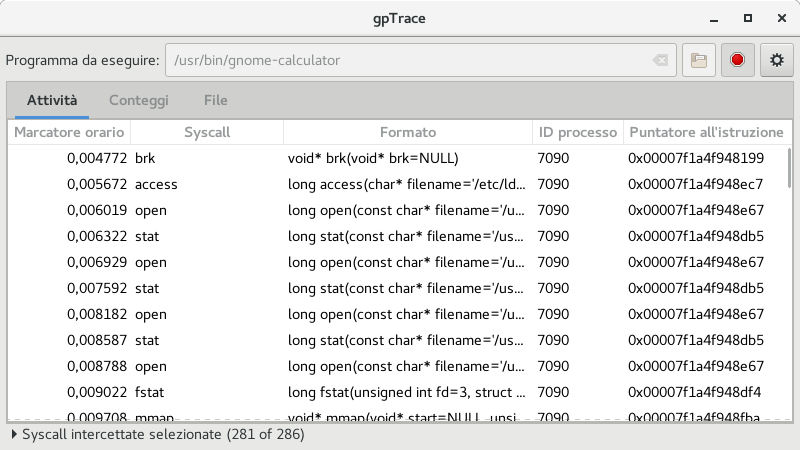 gpTrace
Programma da eseguire: /usr/bin/gnome-calculator
Attività Conteggi File
Marcatore orario Syscall Formato ID processo Puntatore all'istruzione
0,004772 brk void* brk(void* brk=NULL) 7090 0x00007f1a4f948199
0,005672 access long access(char* filename='/etc/ld... 7090 0x00007f1a4f948ec7
0,006019 open long open(const char* filename='/u... 7090 0x00007f1a4f948e67
0,006322 stat long stat(const char* filename='/us... 7090 0x00007f1a4f948db5
0,006929 open long open(const char* filename='/u... 7090 0x00007f1a4f948e67
0,007592 stat long stat(const char* filename='/us... 7090 0x00007f1a4f948db5
0,008182 open long open(const char* filename='/u... 7090 0x00007f1a4f948e67
0,008587 stat long stat(const char* filename='/us... 7090 0x00007f1a4f948db5
0,008788 open long open(const char* filename='/u... 7090 0x00007f1a4f948e67
0,009022 fstat long fstat(unsigned int fd=3, struct ... 7090 0x00007f1a4f948df4
0,009708 mmap void* mmap(void* start=NULL, unsi... 7090 0x00007f1a4f948fba
Syscall intercettate selezionate (281 of 286)